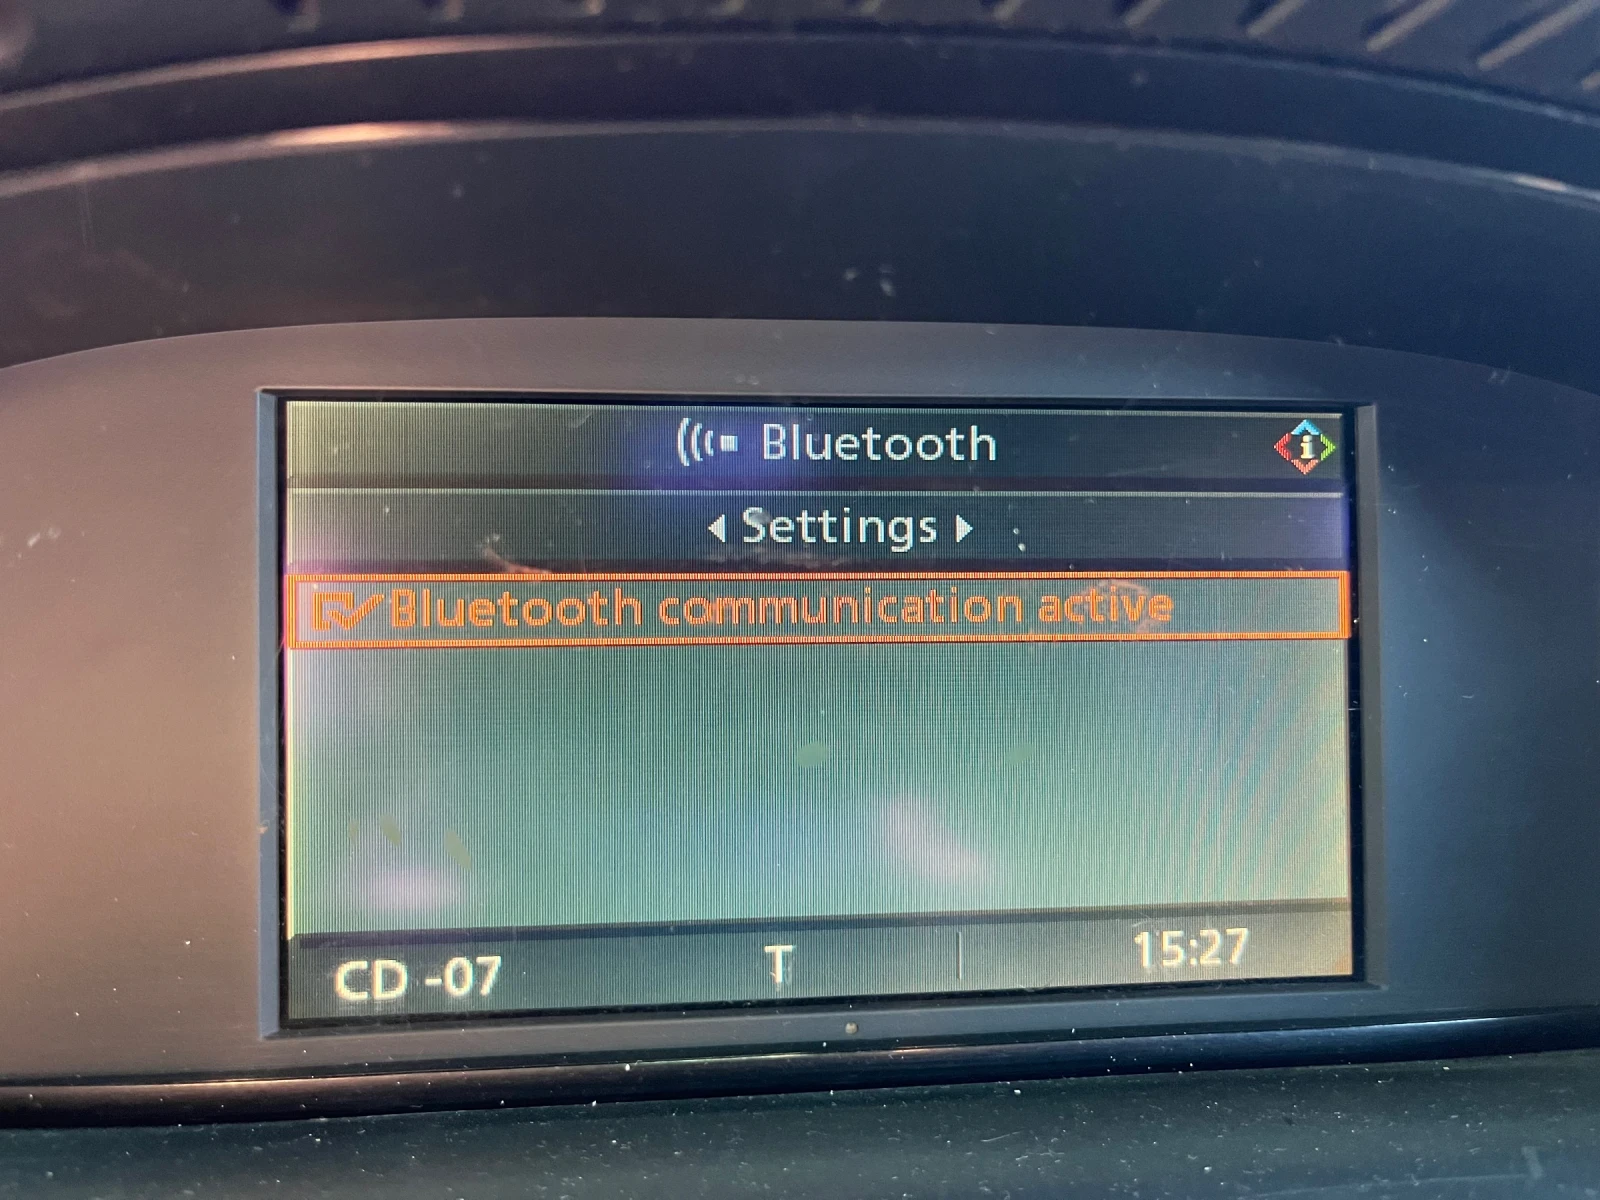 Bluetooth
Settings
Bluetooth communication active
CD -07 T 15:27